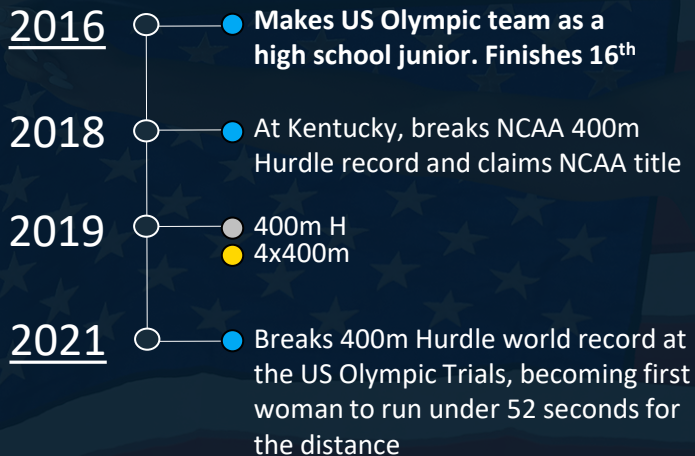 2016
Makes US Olympic team as a
high school junior. Finishes 16th
2018
At Kentucky, breaks NCAA 400m
Hurdle record and claims NCAA title
2019
400m H
4x400m
2021
Breaks 400m Hurdle world record at
the US Olympic Trials, becoming first
woman to run under 52 seconds for
the distance